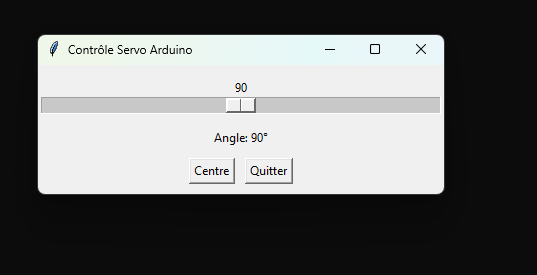 Contrôle Servo Arduino
90
Angle: 90°
Centre Quitter